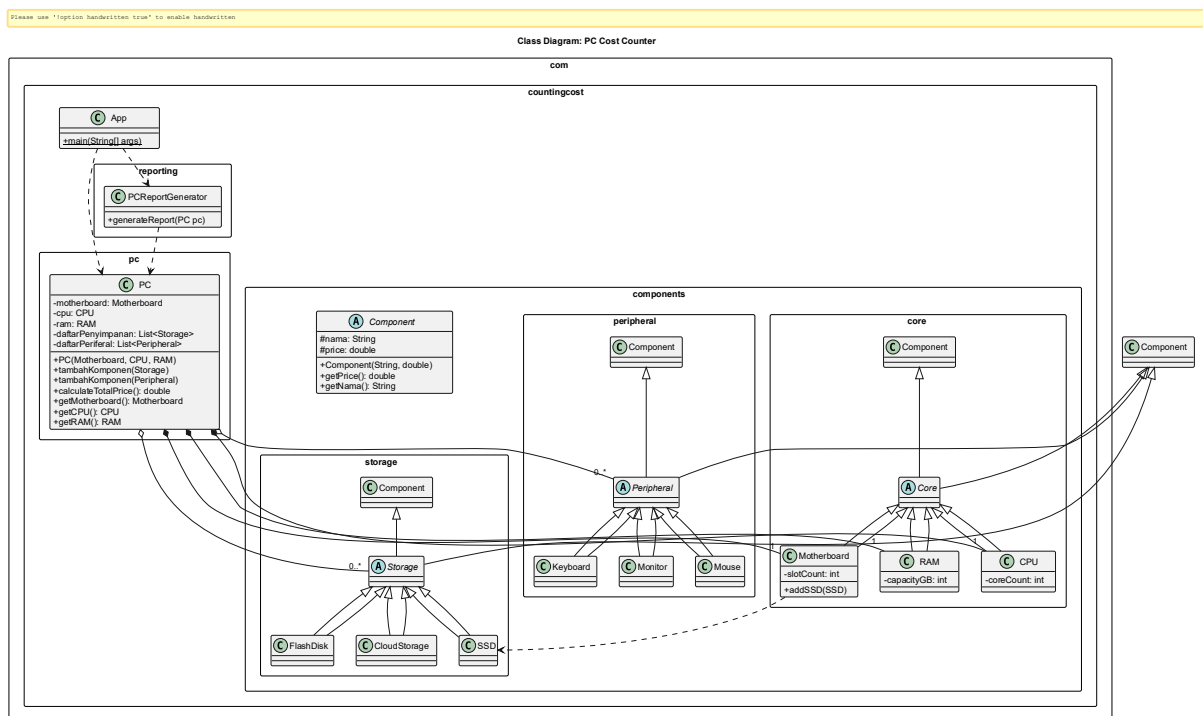 Please use '!option handwritten true' to enable handwritten
Class Diagram: PC Cost Counter
com
countingcost
C App
+main(String[] args)
reporting
C PCReportGenerator
+generateReport(PC pc)
pc
C PC
-motherboard: Motherboard
-cpu: CPU
-ram: RAM
-daftarPenyimpanan: List<Storage>
-daftarPeriferal: List<Peripheral>
+PC(Motherboard, CPU, RAM)
+tambahKomponen(Storage)
+tambahKomponen(Peripheral)
+calculateTotalPrice(): double
+getMotherboard(): Motherboard
+getCPU(): CPU
+getRAM(): RAM
components
A Component
#nama: String
#price: double
+Component(String, double)
+getPrice(): double
+getNama(): String
peripheral
C Component
0..*
A Peripheral
C Keyboard
C Monitor
C Mouse
core
C Component
A Core
1
C Motherboard
-slotCount: int
+addSSD(SSD)
1
C RAM
-capacityGB: int
1
C CPU
-coreCount: int
C Component
storage
C Component
0..*
A Storage
C FlashDisk
C CloudStorage
C SSD